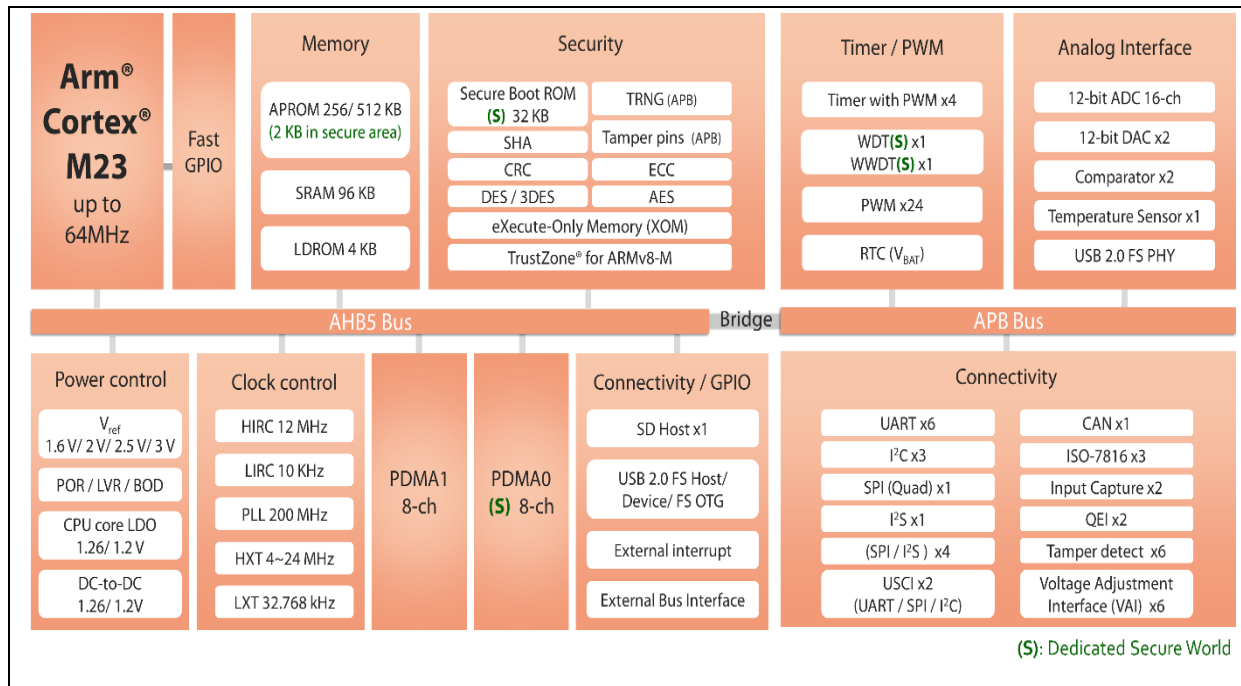 Arm®
Cortex®
M23
up to
64MHz
Fast
GPIO
Memory
APROM 256/ 512 KB
(2 KB in secure area)
SRAM 96 KB
LDROM 4 KB
Security
Secure Boot ROM
(S) 32 KB
TRNG (APB)
SHA
Tamper pins (APB)
CRC
ECC
DES / 3DES
AES
eXecute-Only Memory (XOM)
TrustZone® for ARMv8-M
Timer / PWM
Timer with PWM x4
WDT(S) x1
WWDT(S) x1
PWM x24
RTC (VBAT)
Analog Interface
12-bit ADC 16-ch
12-bit DAC x2
Comparator x2
Temperature Sensor x1
USB 2.0 FS PHY
AHB5 Bus
Bridge
APB Bus
Power control
Vref
1.6 V/ 2 V/ 2.5 V/ 3 V
POR / LVR / BOD
CPU core LDO
1.26/ 1.2 V
DC-to-DC
1.26/ 1.2V
Clock control
HIRC 12 MHz
LIRC 10 KHz
PLL 200 MHz
HXT 4~24 MHz
LXT 32.768 kHz
PDMA1
8-ch
PDMA0
(S) 8-ch
Connectivity / GPIO
SD Host x1
USB 2.0 FS Host/
Device/ FS OTG
External interrupt
External Bus Interface
Connectivity
UART x6
I²C x3
SPI (Quad) x1
I²S x1
(SPI / I²S ) x4
USCI x2
(UART / SPI / I²C)
CAN x1
ISO-7816 x3
Input Capture x2
QEI x2
Tamper detect x6
Voltage Adjustment
Interface (VAI) x6
(S): Dedicated Secure World